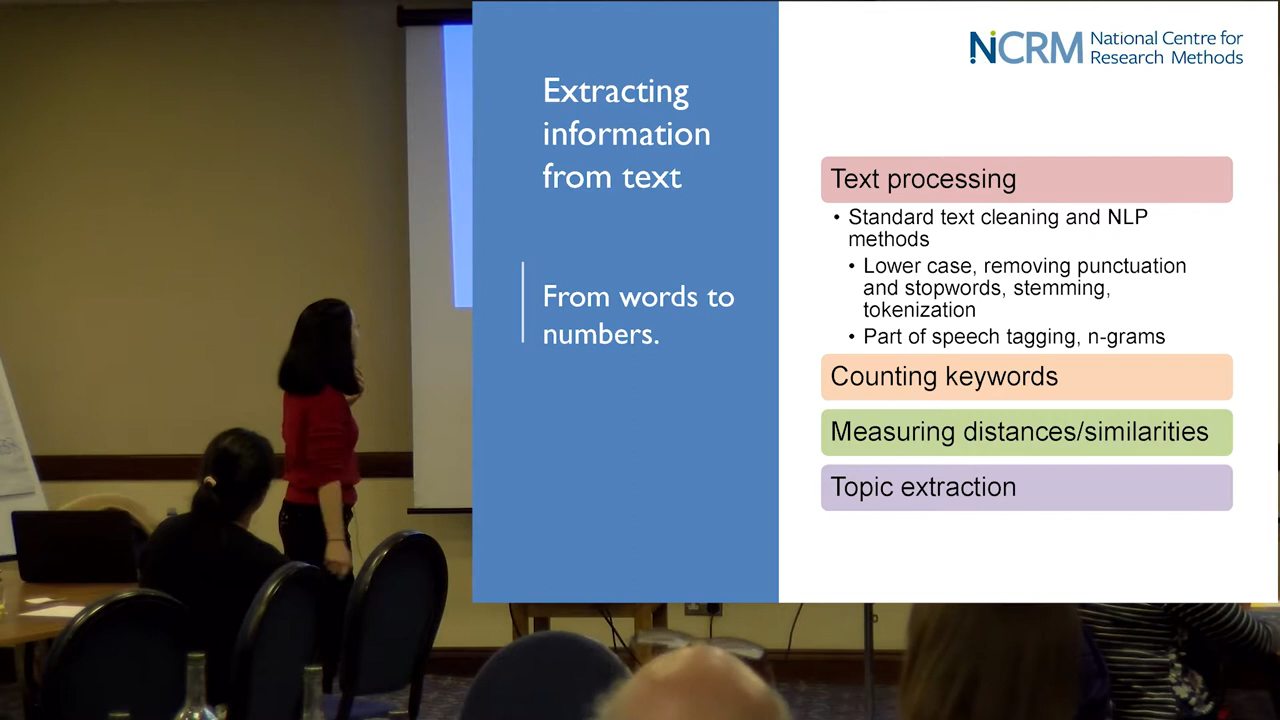 Extracting
information
from text
From words to
numbers.
NCRM National Centre for
Research Methods
Text processing
• Standard text cleaning and NLP
methods
• Lower case, removing punctuation
and stopwords, stemming,
tokenization
• Part of speech tagging, n-grams
Counting keywords
Measuring distances/similarities
Topic extraction